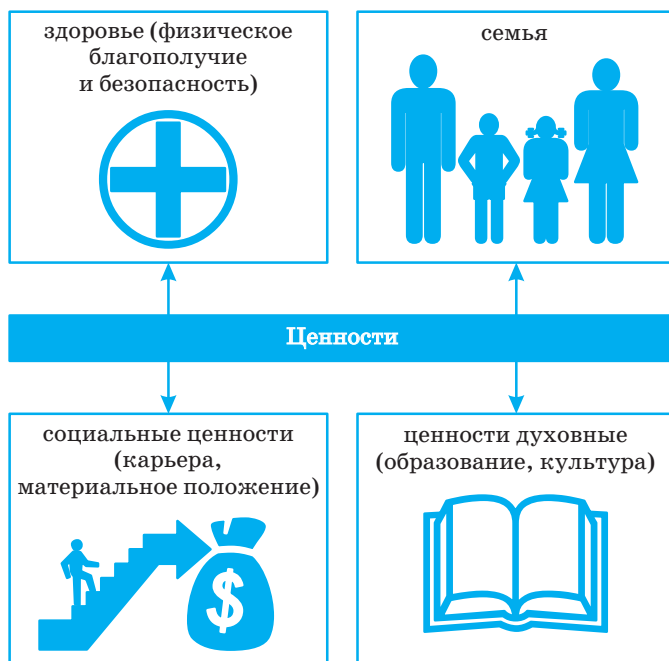 здоровье (физическое
благополучие
и безопасность)
семья
Ценности
социальные ценности
(карьера,
материальное положение)
$
ценности духовные
(образование, культура)